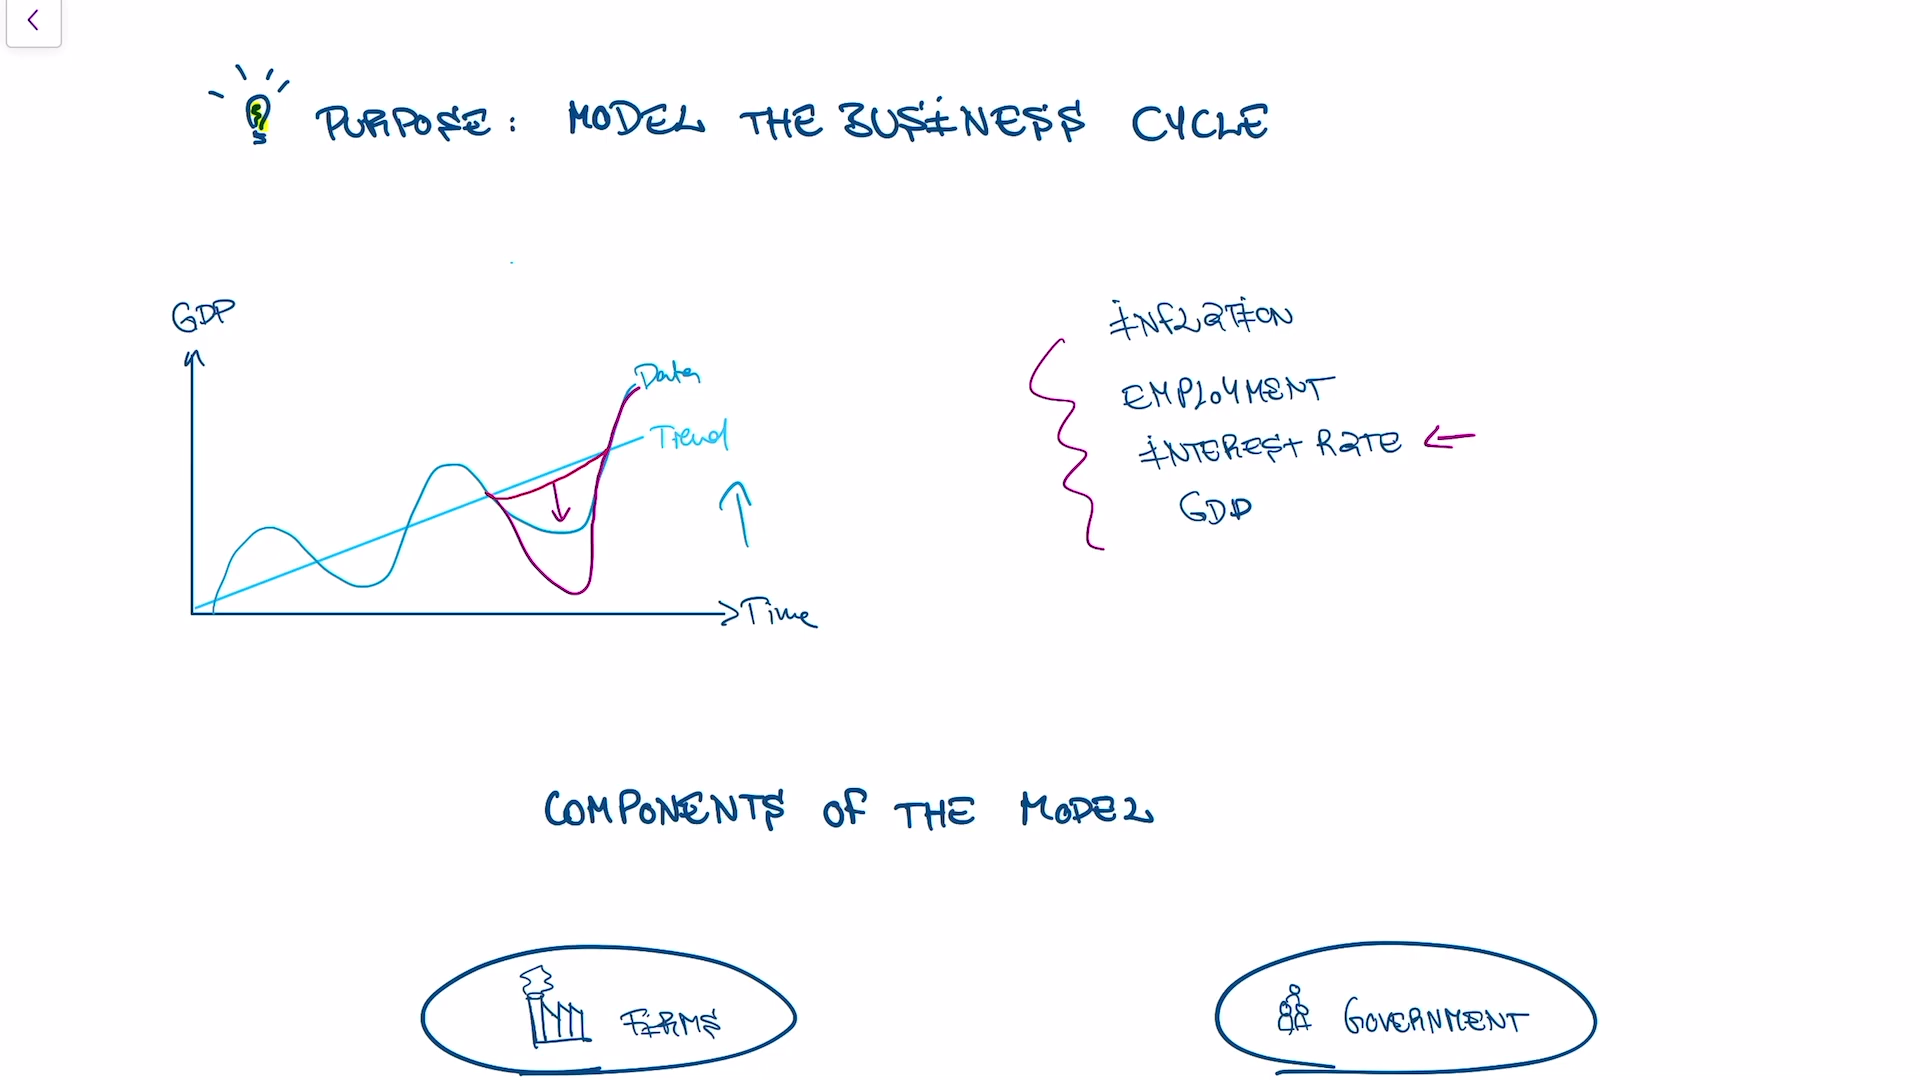 PURPOSE: MODEL THE BUSINESS CYCLE
GDP
Data
Trend
Time
INFLATION
EMPLOYMENT
INTEREST RATE
GDP
COMPONENTS OF THE MODEL
FIRMS
GOVERNMENT